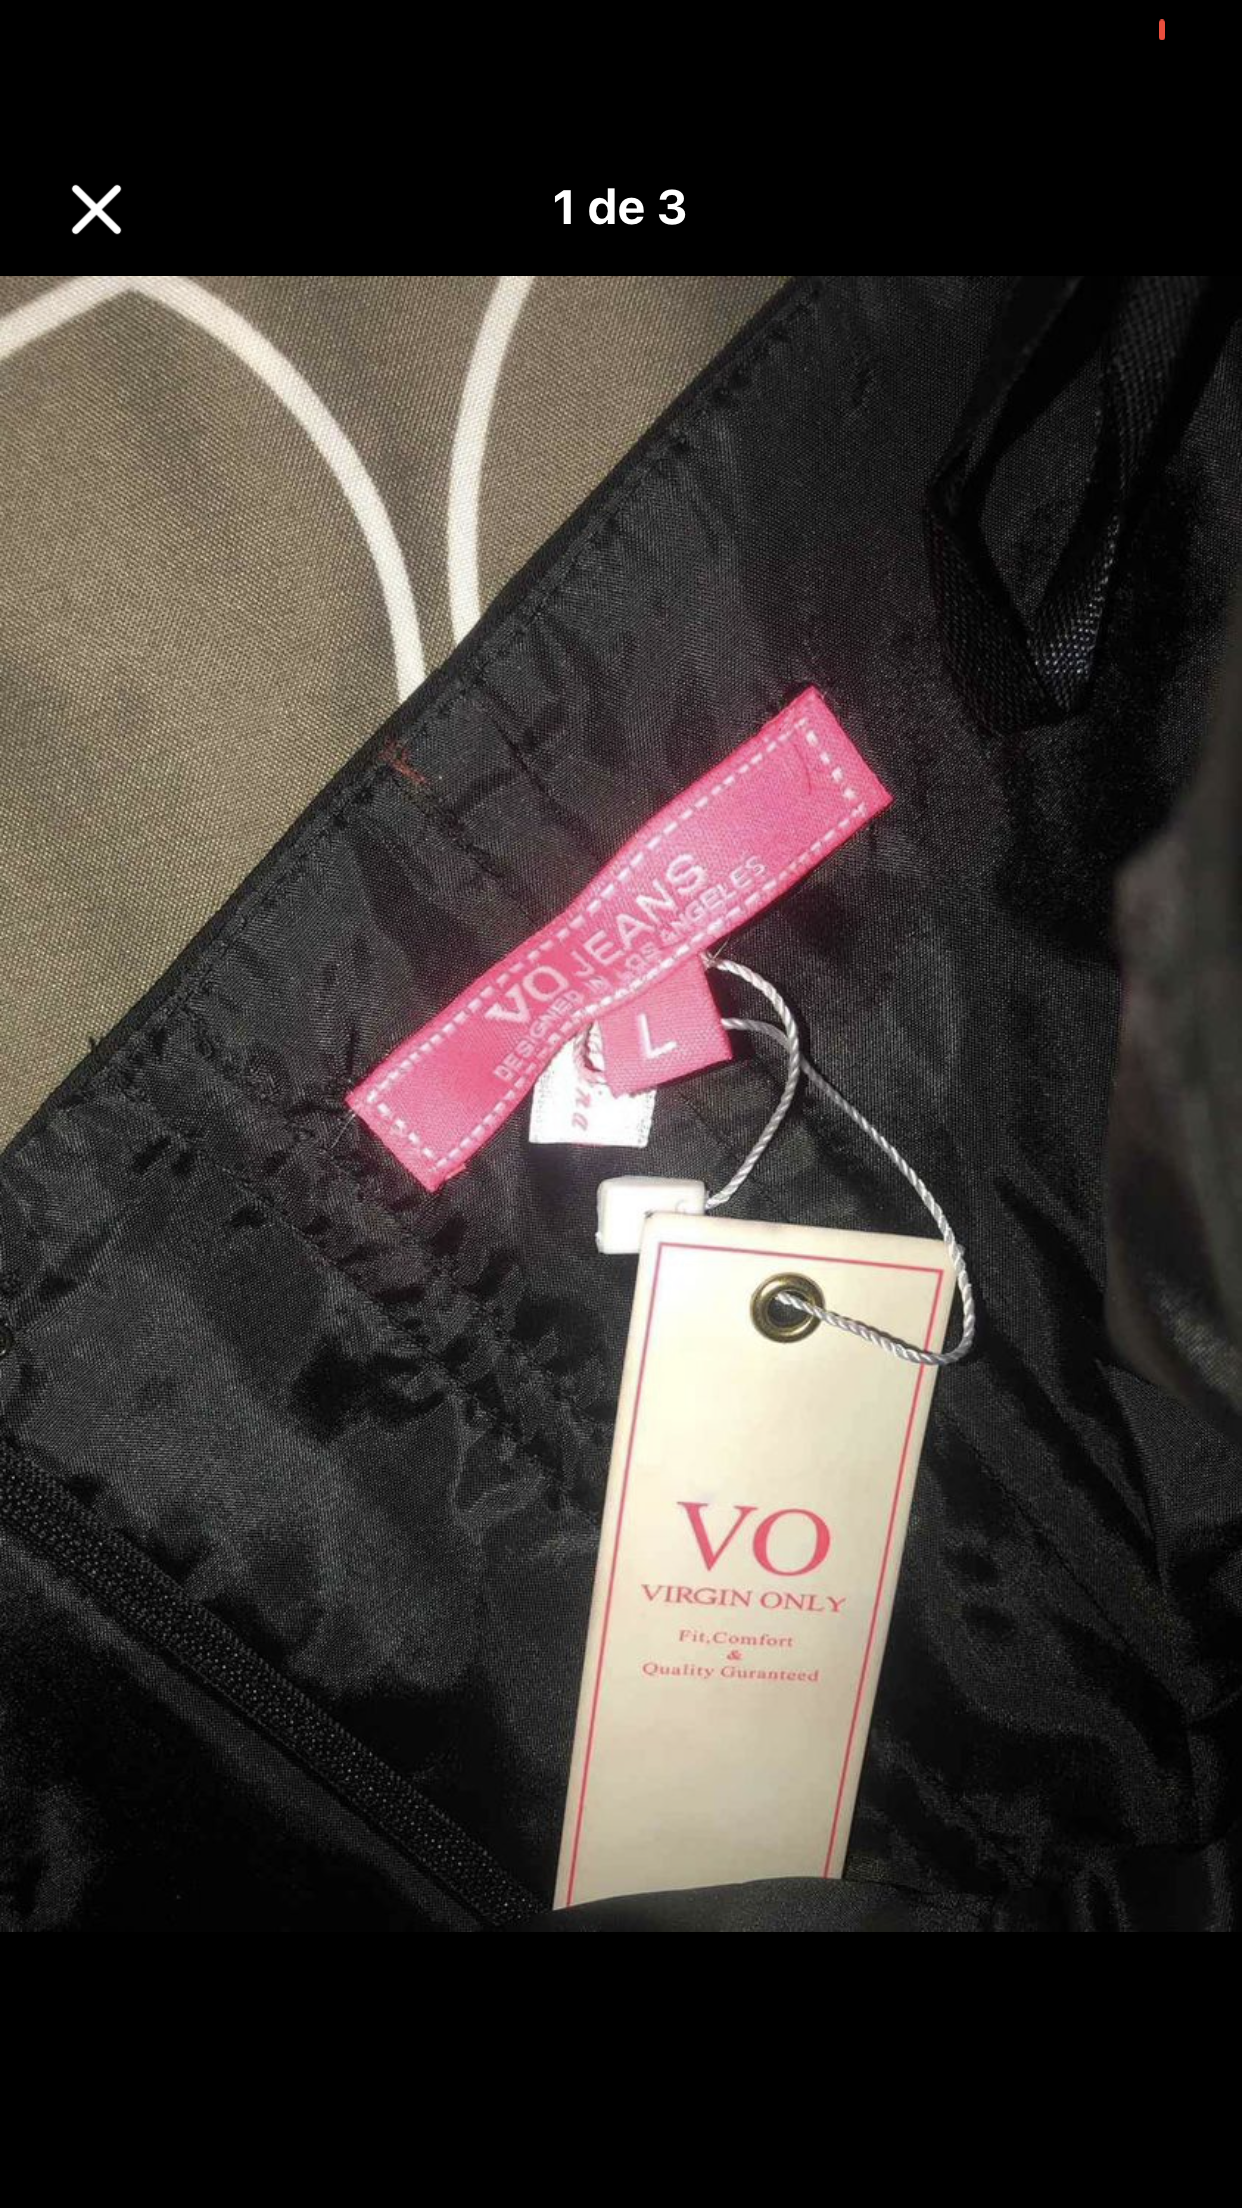 1 de 3
VO JEANS
DESIGNED IN LOS ANGELES
L
VO
VIRGIN ONLY
Fit,Comfort
&
Quality Guranteed